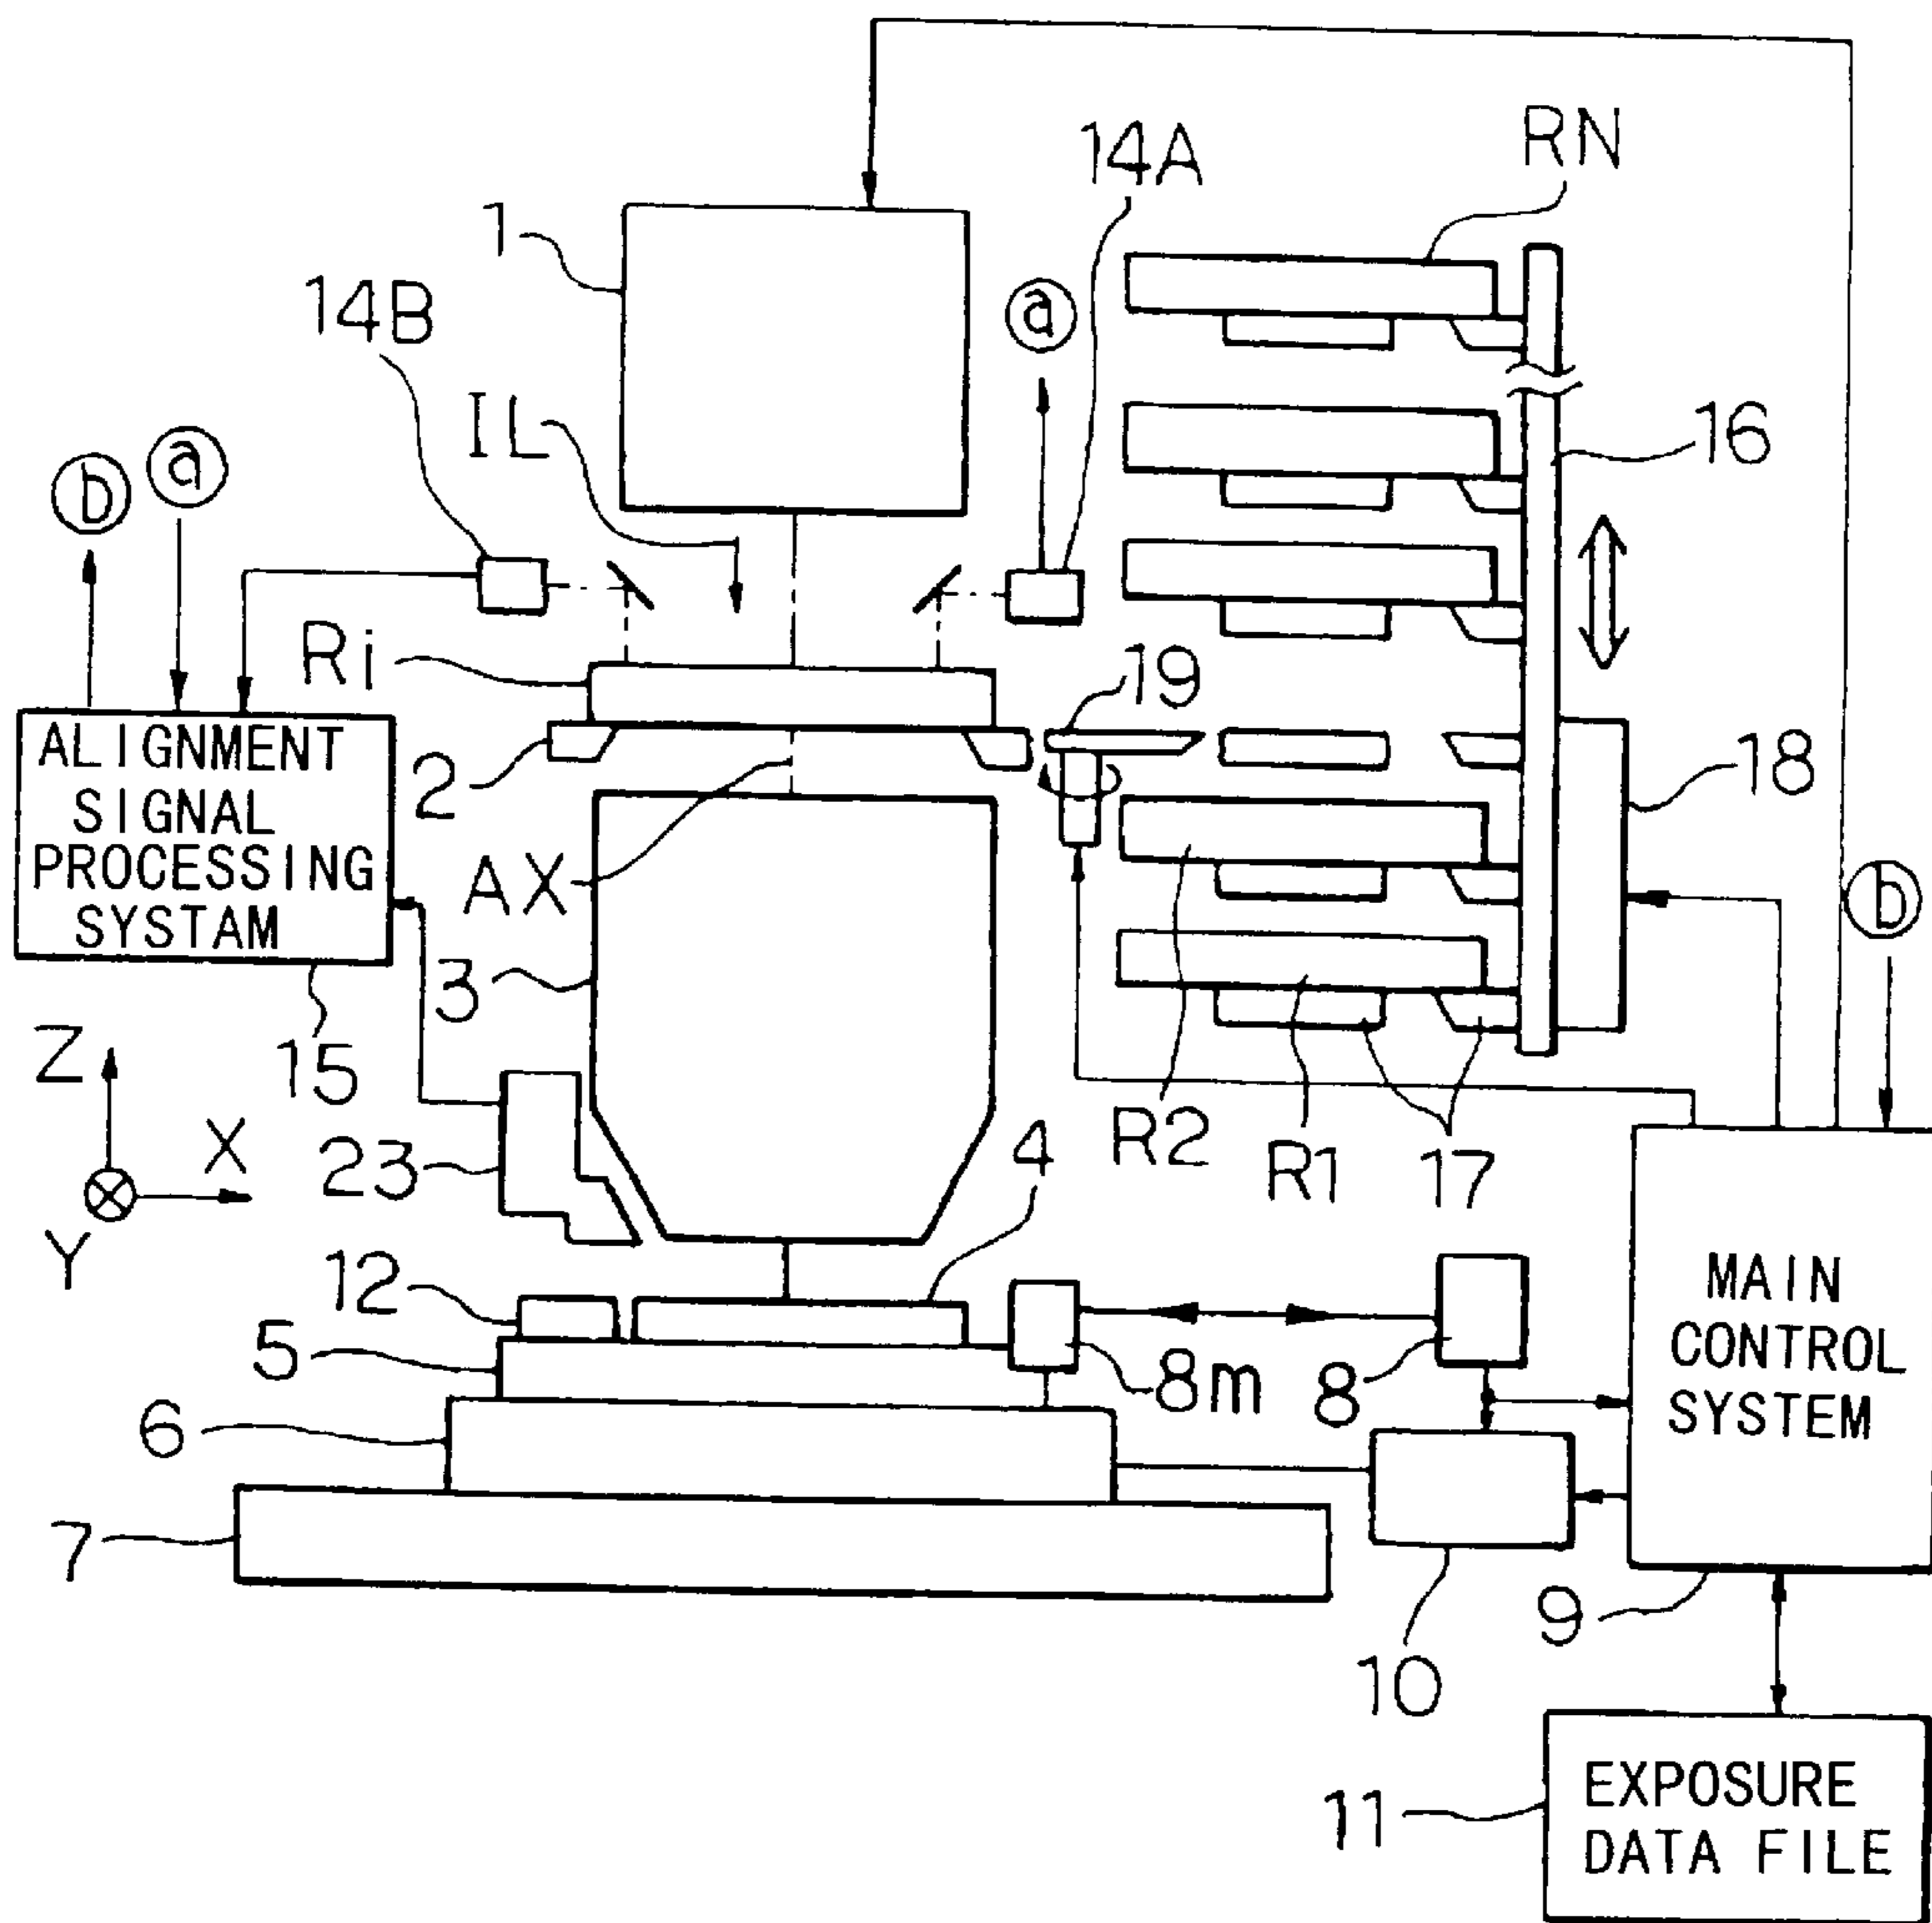 RN
14A
1
14B
a
IL
16
b
a
Ri
19
ALIGNMENT
SIGNAL
PROCESSING
SYSTAM
2
18
AX
b
3
Z
15
X
23
4
R2
R1
17
Y
12
MAIN
CONTROL
SYSTEM
5
8m
8
6
7
9
10
11
EXPOSURE
DATA FILE